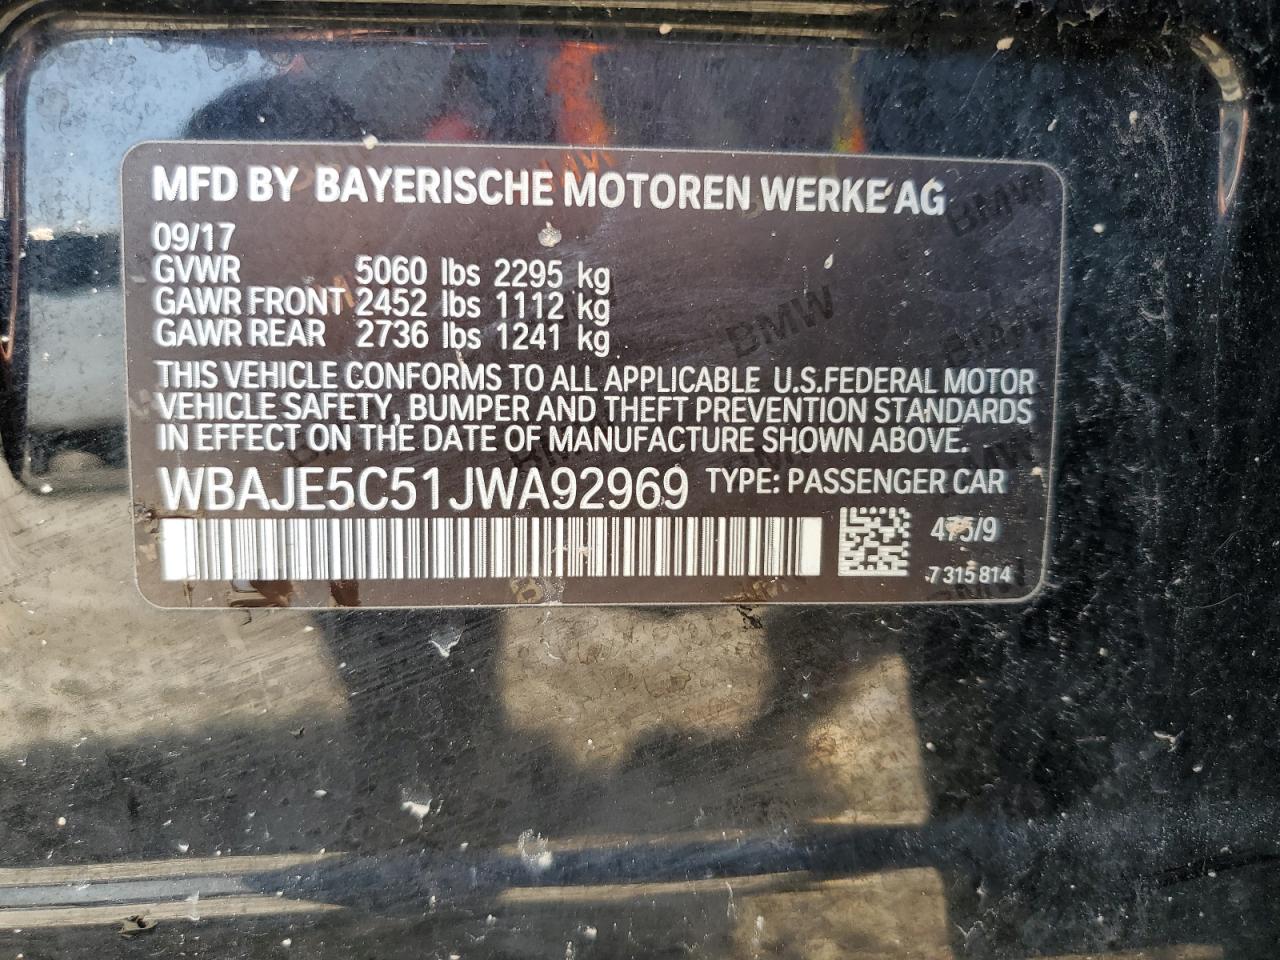 MFD BY BAYERISCHE MOTOREN WERKE AG
09/17
GVWR 5060 lbs 2295 kg
GAWR FRONT 2452 lbs 1112 kg
GAWR REAR 2736 lbs 1241 kg
THIS VEHICLE CONFORMS TO ALL APPLICABLE U.S.FEDERAL MOTOR
VEHICLE SAFETY, BUMPER AND THEFT PREVENTION STANDARDS
IN EFFECT ON THE DATE OF MANUFACTURE SHOWN ABOVE.
WBAJE5C51JWA92969 TYPE: PASSENGER CAR
475/9
7 315 814